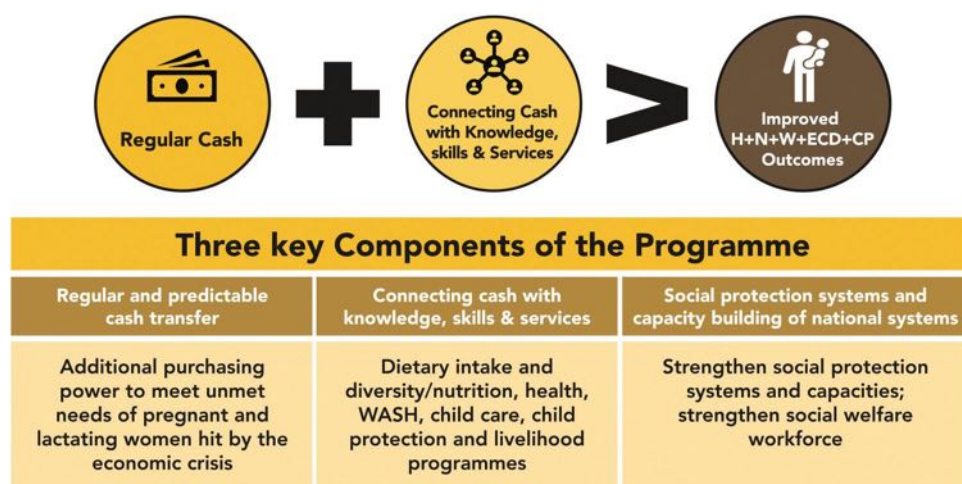 Regular Cash
Connecting Cash
with Knowledge,
skills & Services
Improved
H+N+W+ECD+CP
Outcomes
Three key Components of the Programme
Regular and predictable
cash transfer
Connecting cash with
knowledge, skills & services
Social protection systems and
capacity building of national systems
Additional purchasing
power to meet unmet
needs of pregnant and
lactating women hit by the
economic crisis
Dietary intake and
diversity/nutrition, health,
WASH, child care, child
protection and livelihood
programmes
Strengthen social protection
systems and capacities;
strengthen social welfare
workforce